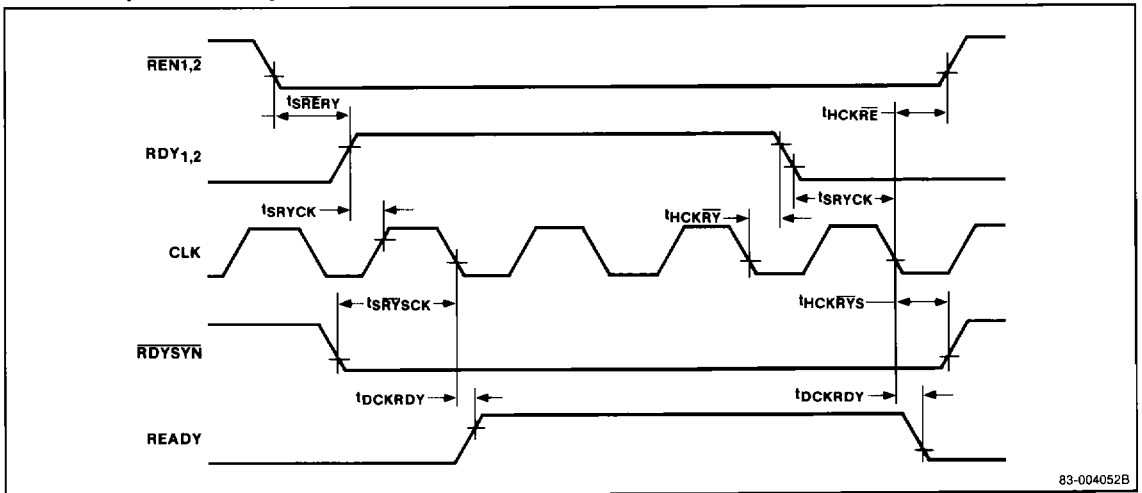 REN1,2
tSRERY
tHCKRE
RDY1,2
tSRYCK
tSRYCK
tHCKRY
CLK
tSRYSCK
tHCKRYS
RDYSYN
tDCKRDY
tDCKRDY
READY
83-004052B